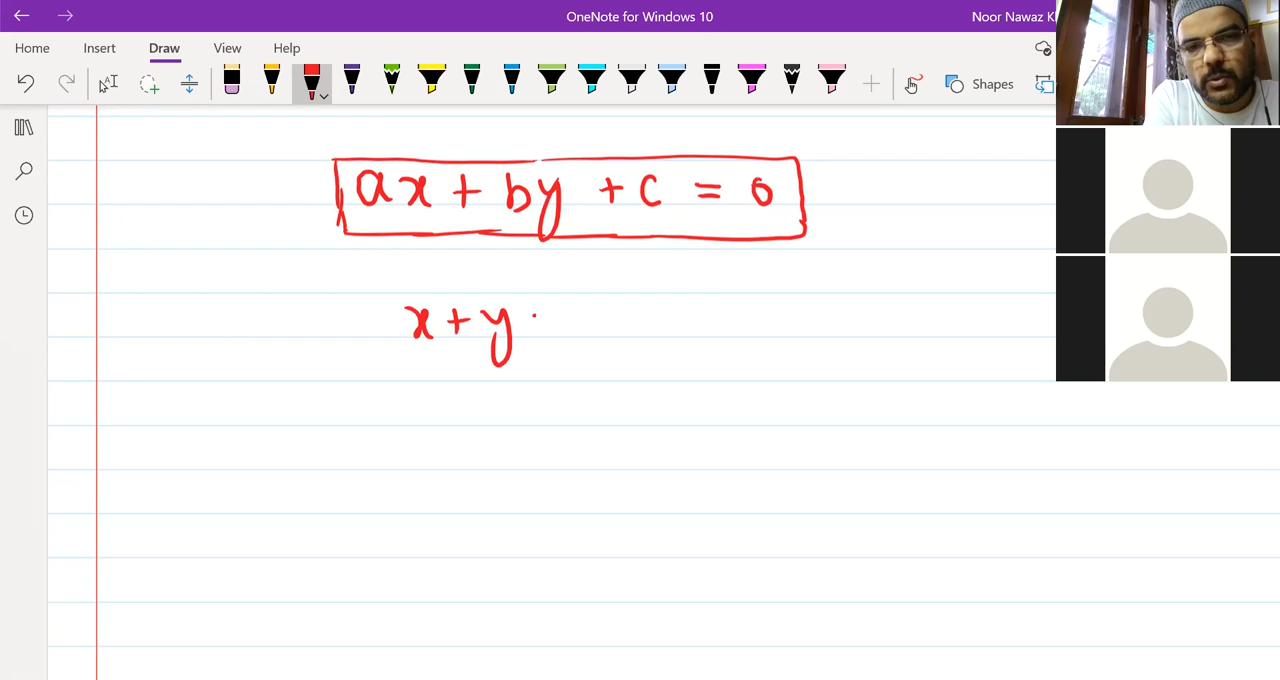 OneNote for Windows 10
Noor Nawaz K
Home Insert Draw View Help
Shapes
ax + by + c = 0
x + y